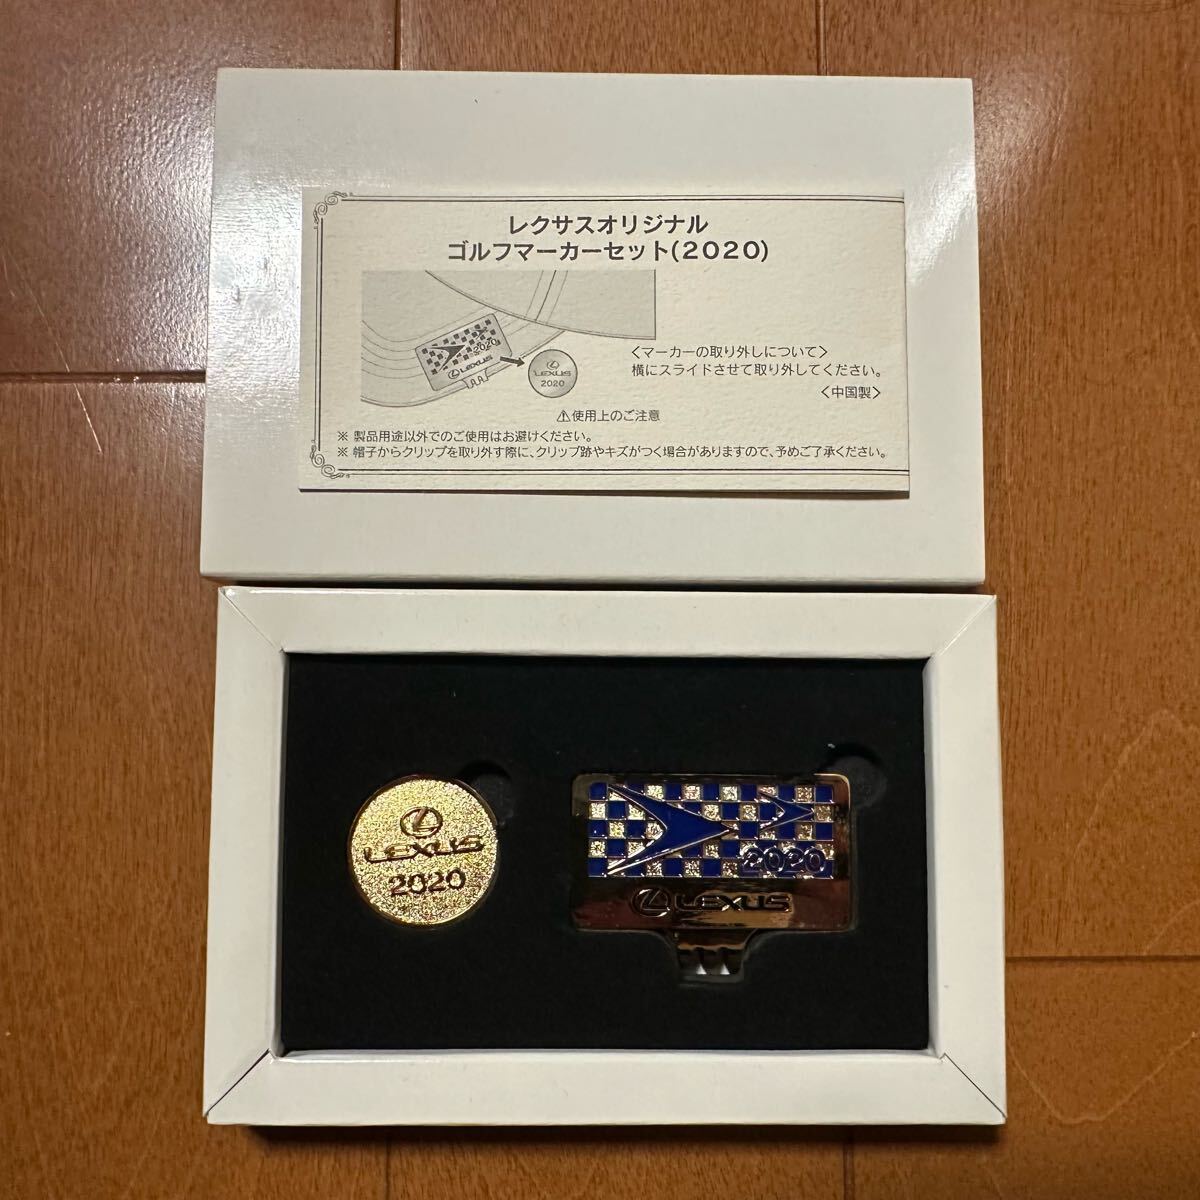 レクサスオリジナル
ゴルフマーカーセット(2020)
2020
LEXUS
LEXUS
2020
<マーカーの取り外しについて>
横にスライドさせて取り外してください。
<中国製>
⚠使用上のご注意
※ 製品用途以外でのご使用はお避けください。
※ 帽子からクリップを取り外す際に、クリップ跡やキズがつく場合がありますので、予めご了承ください。
LEXUS
2020
2020
LEXUS